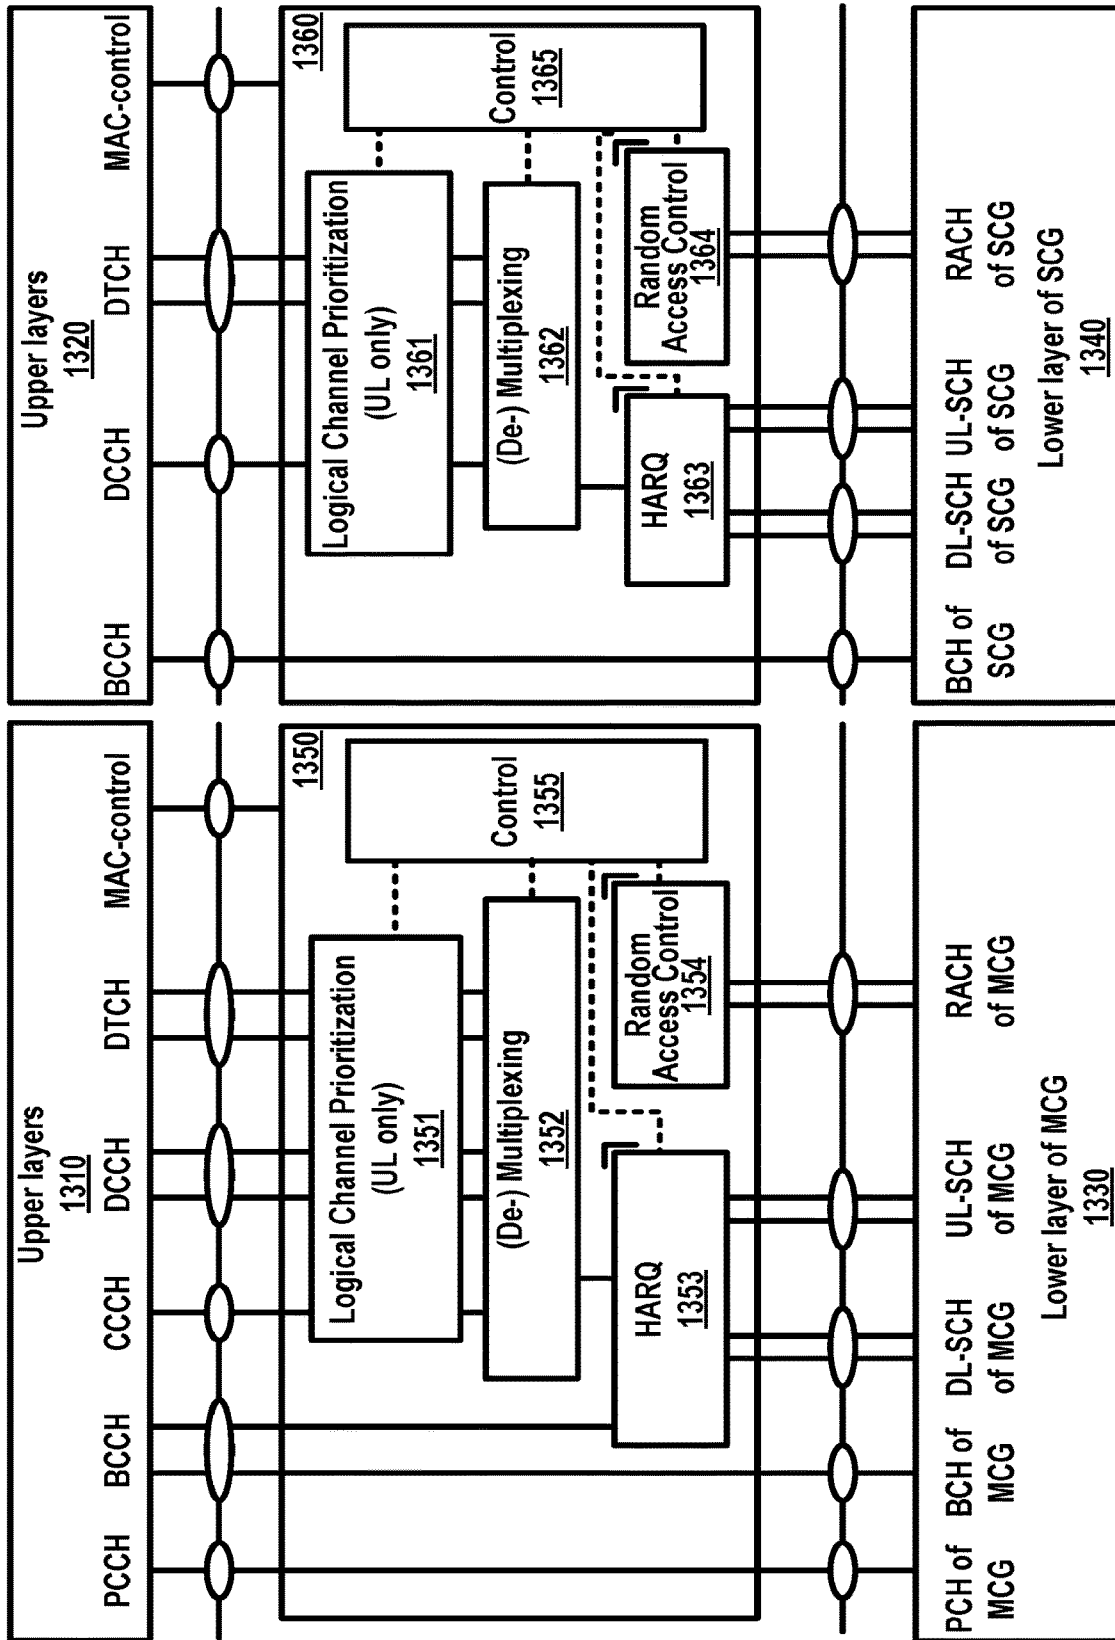 Upper layers
1310
PCCH
BCCH
CCCH
DCCH
DTCH
MAC-control
1350
Logical Channel Prioritization
(UL only)
1351
Control
1355
(De-) Multiplexing
1352
HARQ
1353
Random
Access Control
1354
PCH of
MCG
BCH of
MCG
DL-SCH
of MCG
UL-SCH
of MCG
RACH
of MCG
Lower layer of MCG
1330
Upper layers
1320
BCCH
DCCH
DTCH
MAC-control
1360
Logical Channel Prioritization
(UL only)
1361
Control
1365
(De-) Multiplexing
1362
HARQ
1363
Random
Access Control
1364
BCH of
SCG
DL-SCH
of SCG
UL-SCH
of SCG
RACH
of SCG
Lower layer of SCG
1340